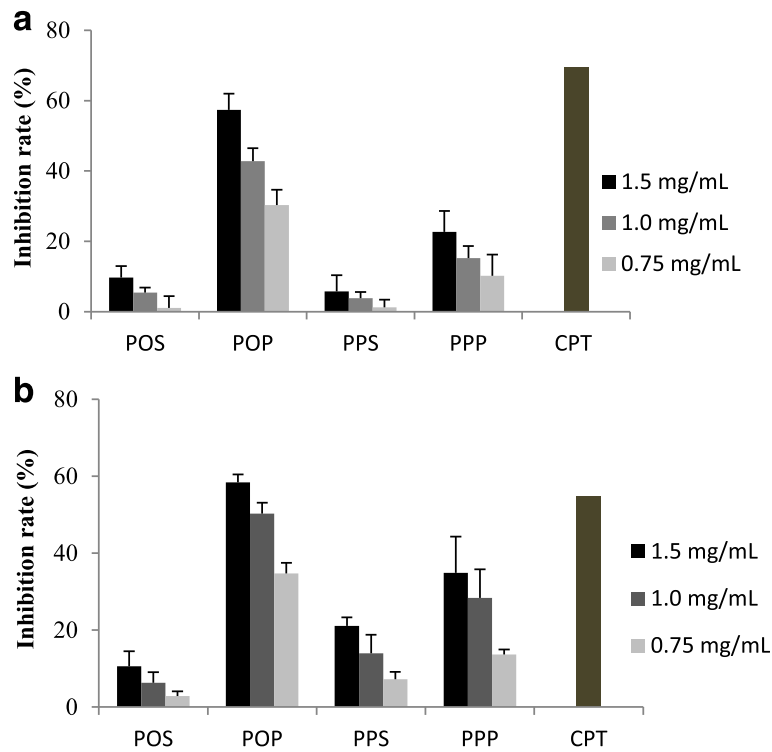 a
80
60
40
20
0
Inhibition rate (%)
POS POP PPS PPP CPT
1.5 mg/mL
1.0 mg/mL
0.75 mg/mL
b
80
60
40
20
0
Inhibition rate (%)
POS POP PPS PPP CPT
1.5 mg/mL
1.0 mg/mL
0.75 mg/mL